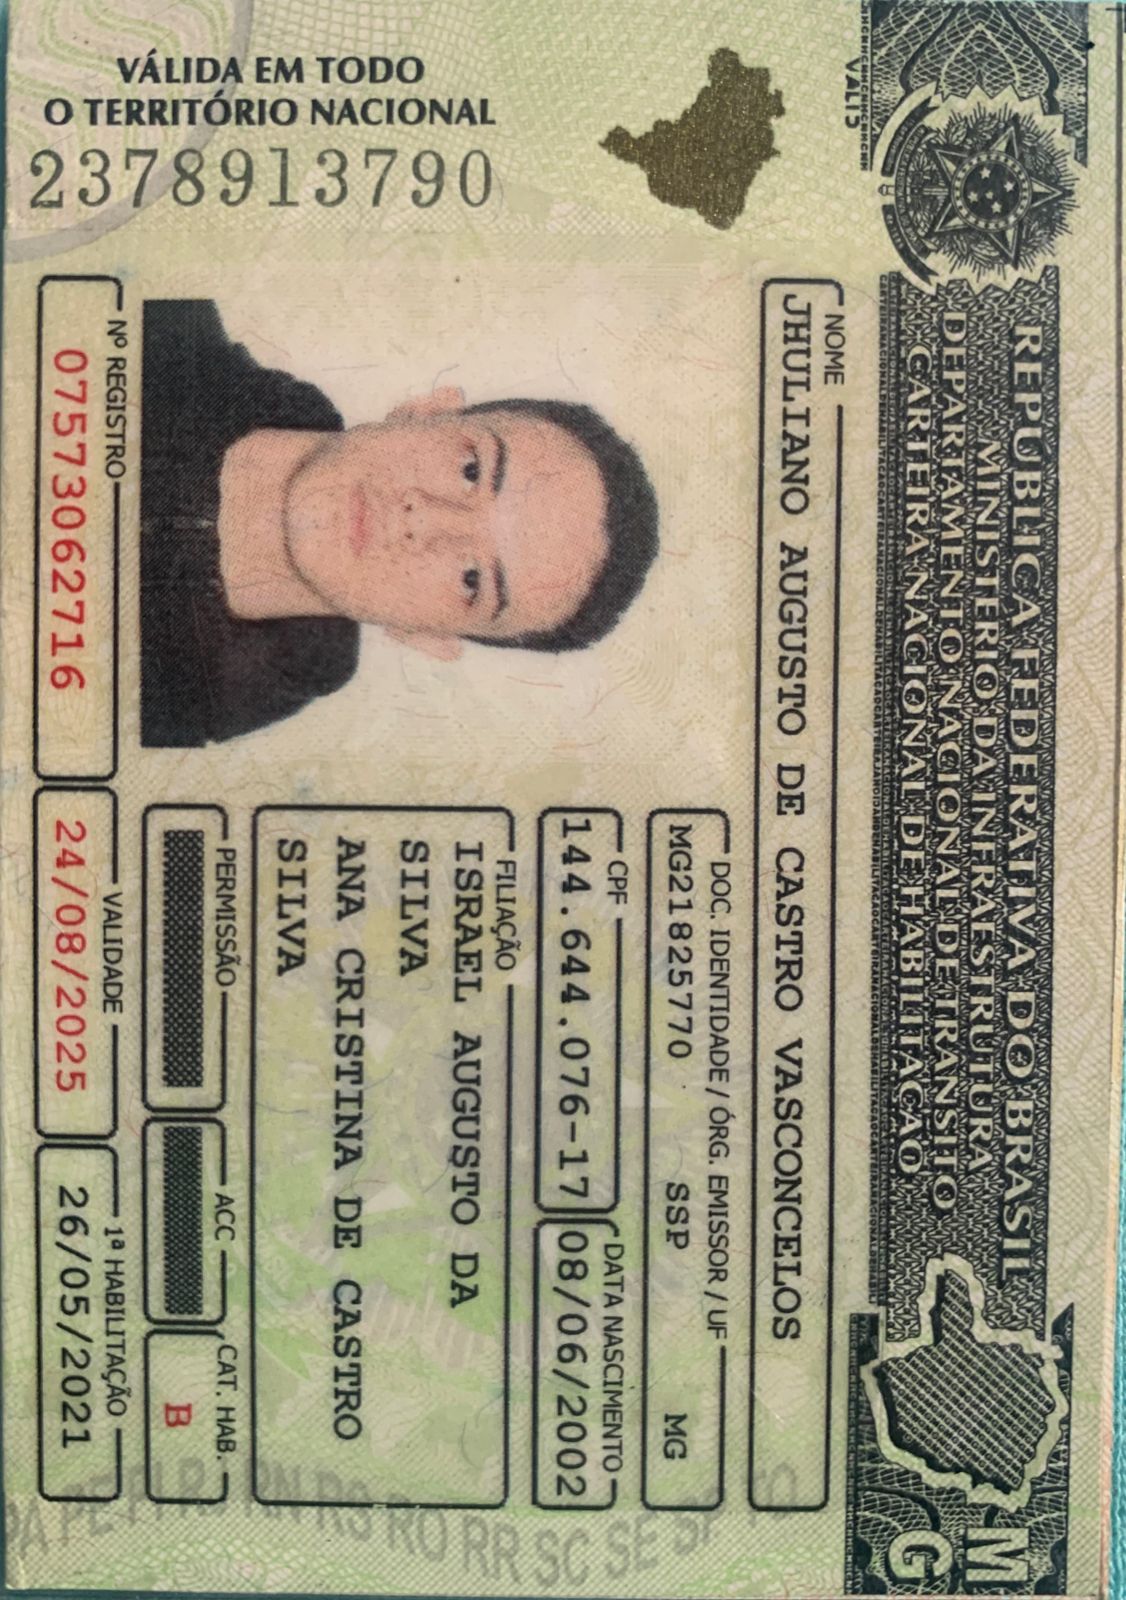 VÁLIDA EM TODO
O TERRITÓRIO NACIONAL
2378913790
REPÚBLICA FEDERATIVA DO BRASIL
MINISTÉRIO DA INFRAESTRUTURA
DEPARTAMENTO NACIONAL DE TRÂNSITO
CARTEIRA NACIONAL DE HABILITAÇÃO
MG
NOME
JHULIANO AUGUSTO DE CASTRO VASCONCELOS
DOC. IDENTIDADE / ÓRG. EMISSOR / UF
MG21825770 SSP MG
CPF
144.644.076-17
DATA NASCIMENTO
08/06/2002
FILIAÇÃO
ISRAEL AUGUSTO DA
SILVA
ANA CRISTINA DE CASTRO
SILVA
PERMISSÃO
ACC
CAT. HAB.
B
Nº REGISTRO
07573062716
VALIDADE
24/08/2025
1ª HABILITAÇÃO
26/05/2021
PA PE PI RJ RN RS RO RR SC SE SP TO